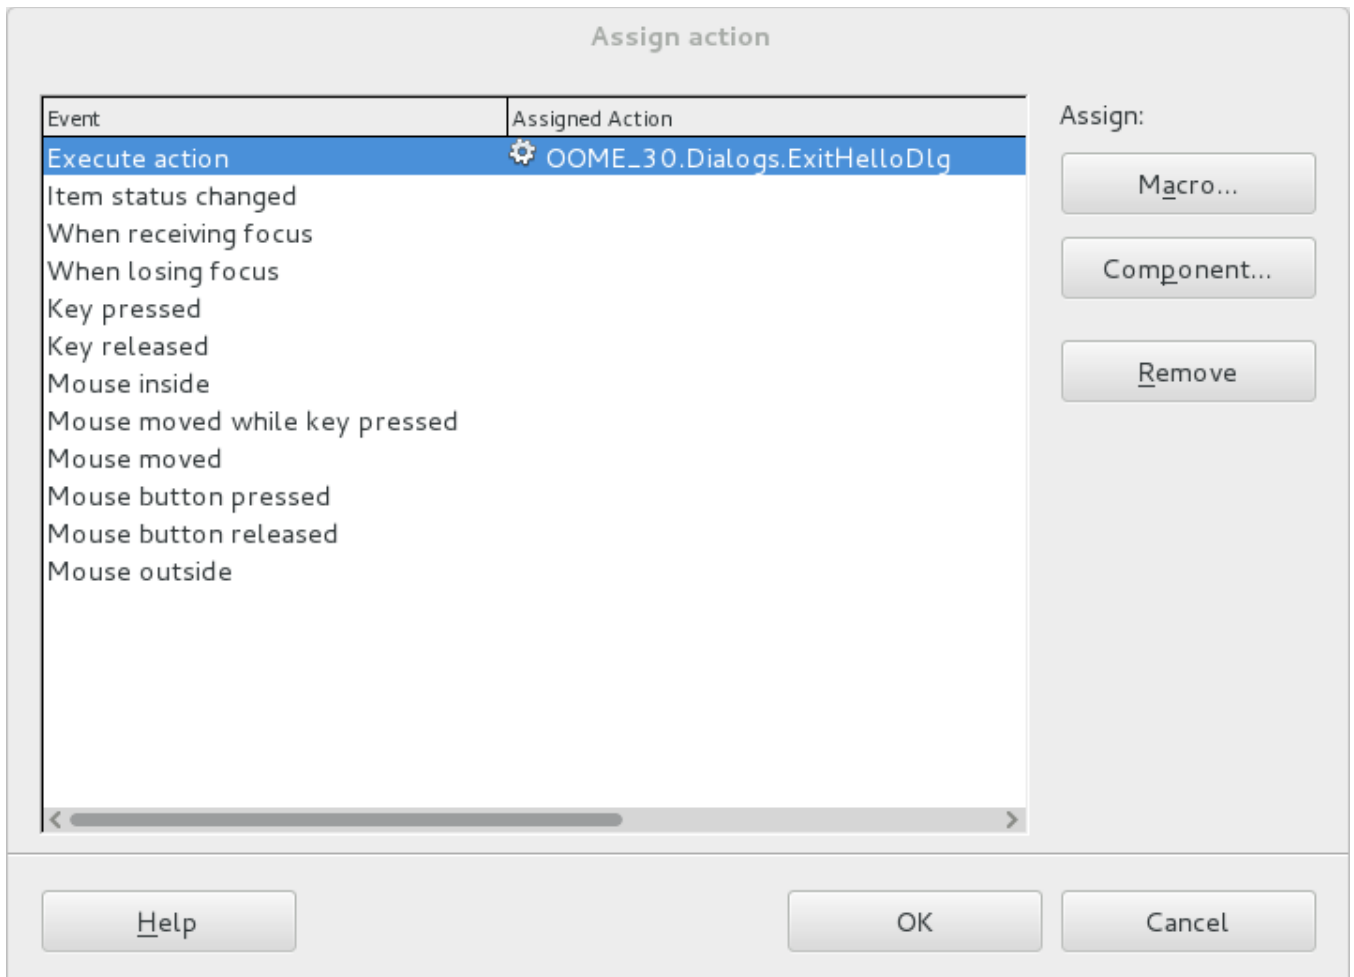 Assign action
Event Assigned Action
Assign:
Execute action OOME_30.Dialogs.ExitHelloDlg
Macro...
Item status changed
When receiving focus
When losing focus
Component...
Key pressed
Key released
Remove
Mouse inside
Mouse moved while key pressed
Mouse moved
Mouse button pressed
Mouse button released
Mouse outside
Help OK Cancel